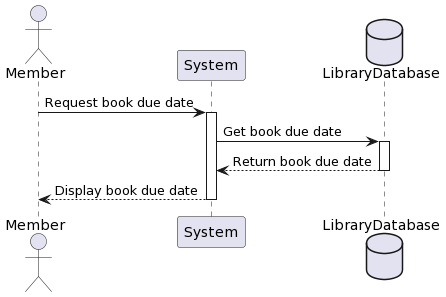 Member
System
LibraryDatabase
Request book due date
Get book due date
Return book due date
Display book due date
Member
System
LibraryDatabase